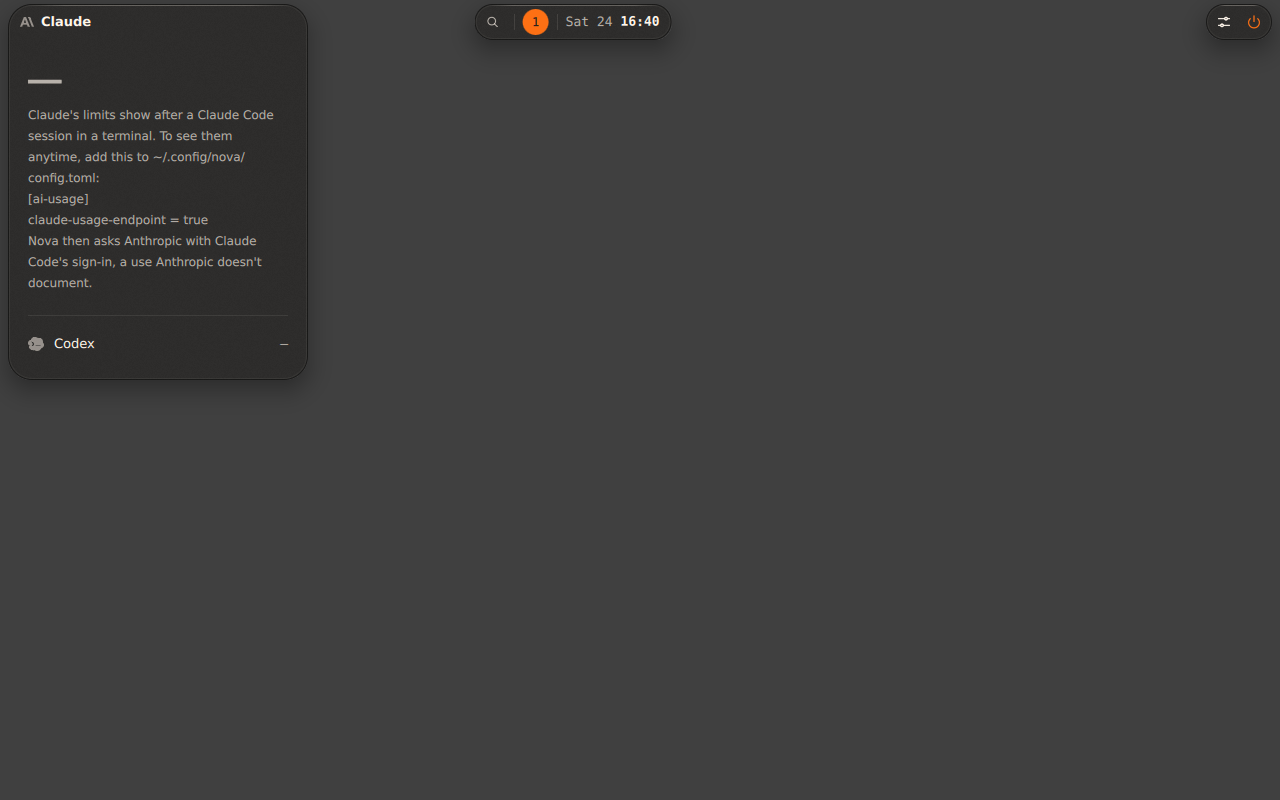 Claude
1
Sat 24 16:40
—
Claude's limits show after a Claude Code
session in a terminal. To see them
anytime, add this to ~/.config/nova/
config.toml:
[ai-usage]
claude-usage-endpoint = true
Nova then asks Anthropic with Claude
Code's sign-in, a use Anthropic doesn't
document.
Codex –